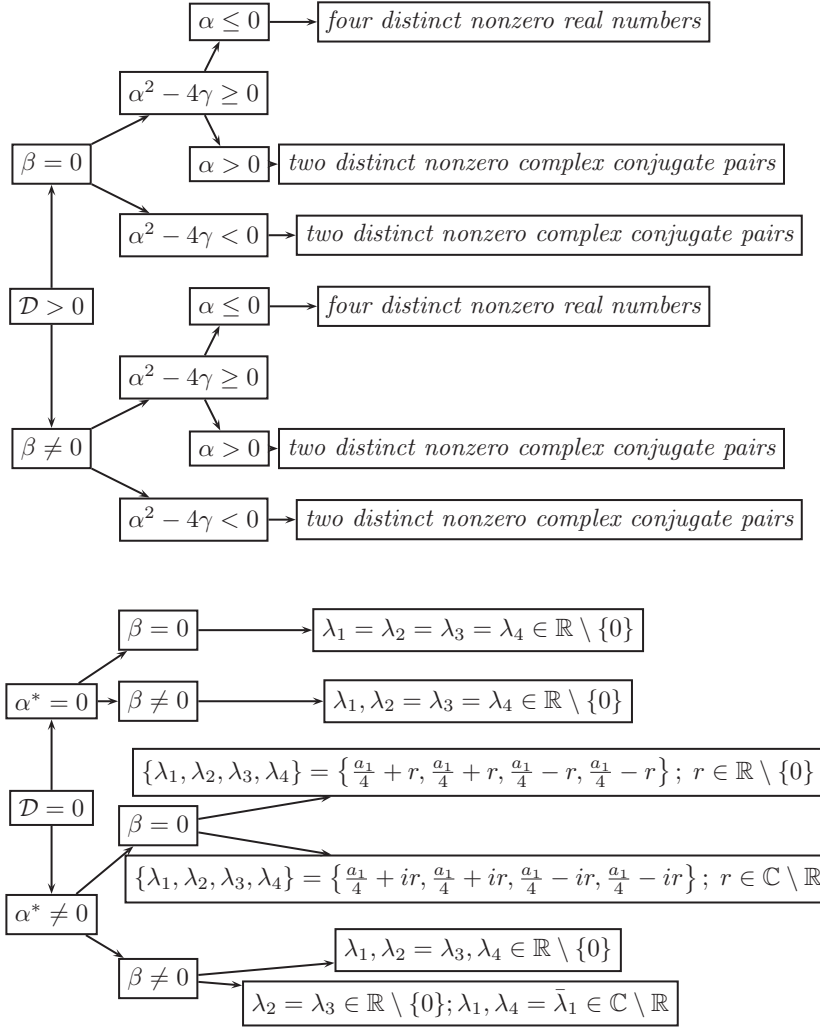 α ≤ 0 four distinct nonzero real numbers
α² − 4γ ≥ 0
β = 0 α > 0 two distinct nonzero complex conjugate pairs
α² − 4γ < 0 two distinct nonzero complex conjugate pairs
𝒟 > 0 α ≤ 0 four distinct nonzero real numbers
α² − 4γ ≥ 0
β ≠ 0 α > 0 two distinct nonzero complex conjugate pairs
α² − 4γ < 0 two distinct nonzero complex conjugate pairs
β = 0 λ₁ = λ₂ = λ₃ = λ₄ ∈ ℝ \ {0}
α* = 0 β ≠ 0 λ₁, λ₂ = λ₃ = λ₄ ∈ ℝ \ {0}
{λ₁, λ₂, λ₃, λ₄} = {a₁/4 + r, a₁/4 + r, a₁/4 − r, a₁/4 − r}; r ∈ ℝ \ {0}
𝒟 = 0
β = 0
{λ₁, λ₂, λ₃, λ₄} = {a₁/4 + ir, a₁/4 + ir, a₁/4 − ir, a₁/4 − ir}; r ∈ ℂ \ ℝ
α* ≠ 0
λ₁, λ₂ = λ₃, λ₄ ∈ ℝ \ {0}
β ≠ 0
λ₂ = λ₃ ∈ ℝ \ {0}; λ₁, λ₄ = λ̄₁ ∈ ℂ \ ℝ